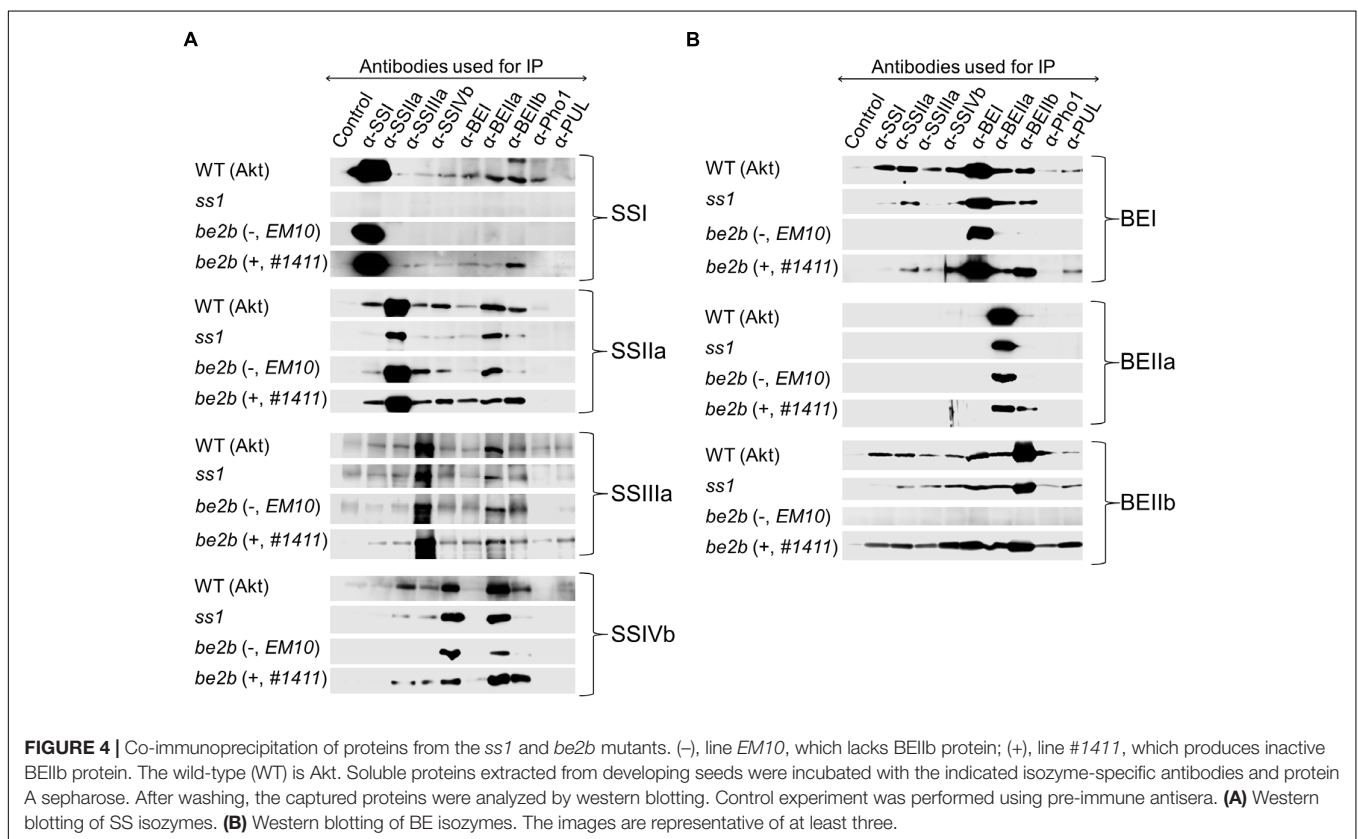 A
Antibodies used for IP
Control
α-SSI
α-SSIIa
α-SSIIIa
α-SSIVb
α-BEI
α-BEIIa
α-BEIIb
α-Pho1
α-PUL
WT (Akt)
ss1
be2b (-, EM10)
be2b (+, #1411)
SSI
WT (Akt)
ss1
be2b (-, EM10)
be2b (+, #1411)
SSIIa
WT (Akt)
ss1
be2b (-, EM10)
be2b (+, #1411)
SSIIIa
WT (Akt)
ss1
be2b (-, EM10)
be2b (+, #1411)
SSIVb
B
Antibodies used for IP
Control
α-SSI
α-SSIIa
α-SSIIIa
α-SSIVb
α-BEI
α-BEIIa
α-BEIIb
α-Pho1
α-PUL
WT (Akt)
ss1
be2b (-, EM10)
be2b (+, #1411)
BEI
WT (Akt)
ss1
be2b (-, EM10)
be2b (+, #1411)
BEIIa
WT (Akt)
ss1
be2b (-, EM10)
be2b (+, #1411)
BEIIb
FIGURE 4 | Co-immunoprecipitation of proteins from the ss1 and be2b mutants. (–), line EM10, which lacks BEIIb protein; (+), line #1411, which produces inactive
BEIIb protein. The wild-type (WT) is Akt. Soluble proteins extracted from developing seeds were incubated with the indicated isozyme-specific antibodies and protein
A sepharose. After washing, the captured proteins were analyzed by western blotting. Control experiment was performed using pre-immune antisera. (A) Western
blotting of SS isozymes. (B) Western blotting of BE isozymes. The images are representative of at least three.